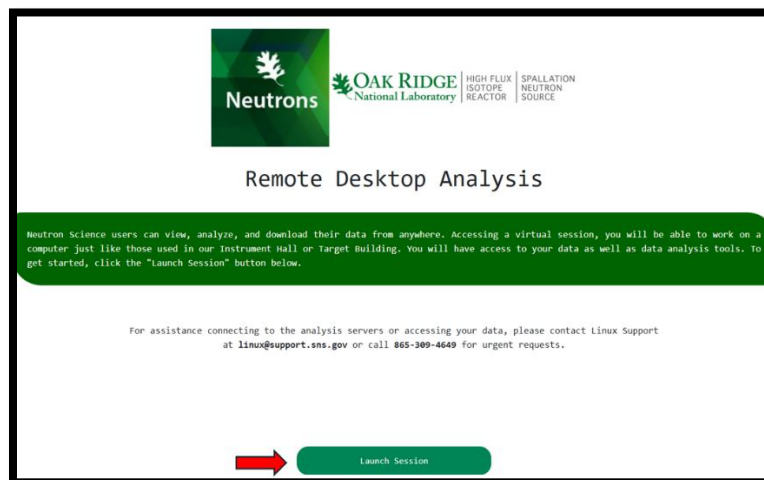 Neutrons
OAK RIDGE
National Laboratory
HIGH FLUX
ISOTOPE
REACTOR
SPALLATION
NEUTRON
SOURCE
Remote Desktop Analysis
Neutron Science users can view, analyze, and download their data from anywhere. Accessing a virtual session, you will be able to work on a
computer just like those used in our Instrument Hall or Target Building. You will have access to your data as well as data analysis tools. To
get started, click the "Launch Session" button below.
For assistance connecting to the analysis servers or accessing your data, please contact Linux Support
at linux@support.sns.gov or call 865-309-4649 for urgent requests.
Launch Session